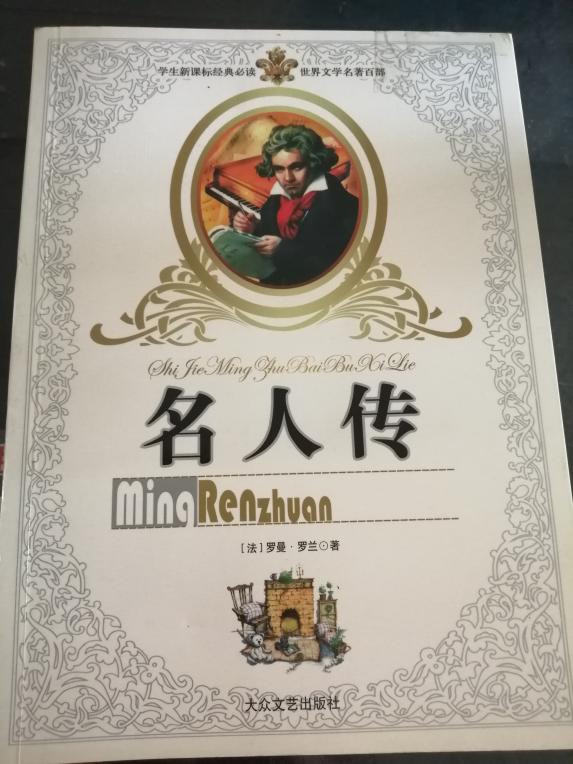 学生新课标经典必读 世界文学名著百部
Shi Jie Ming Zhu Bai Bu Xi Lie
名人传
MingRenzhuan
[法]罗曼·罗兰⊙著
大众文艺出版社